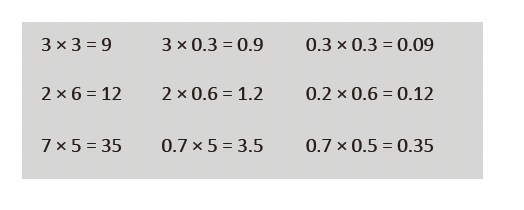 3 × 3 = 9 3 × 0.3 = 0.9 0.3 × 0.3 = 0.09
2 × 6 = 12 2 × 0.6 = 1.2 0.2 × 0.6 = 0.12
7 × 5 = 35 0.7 × 5 = 3.5 0.7 × 0.5 = 0.35